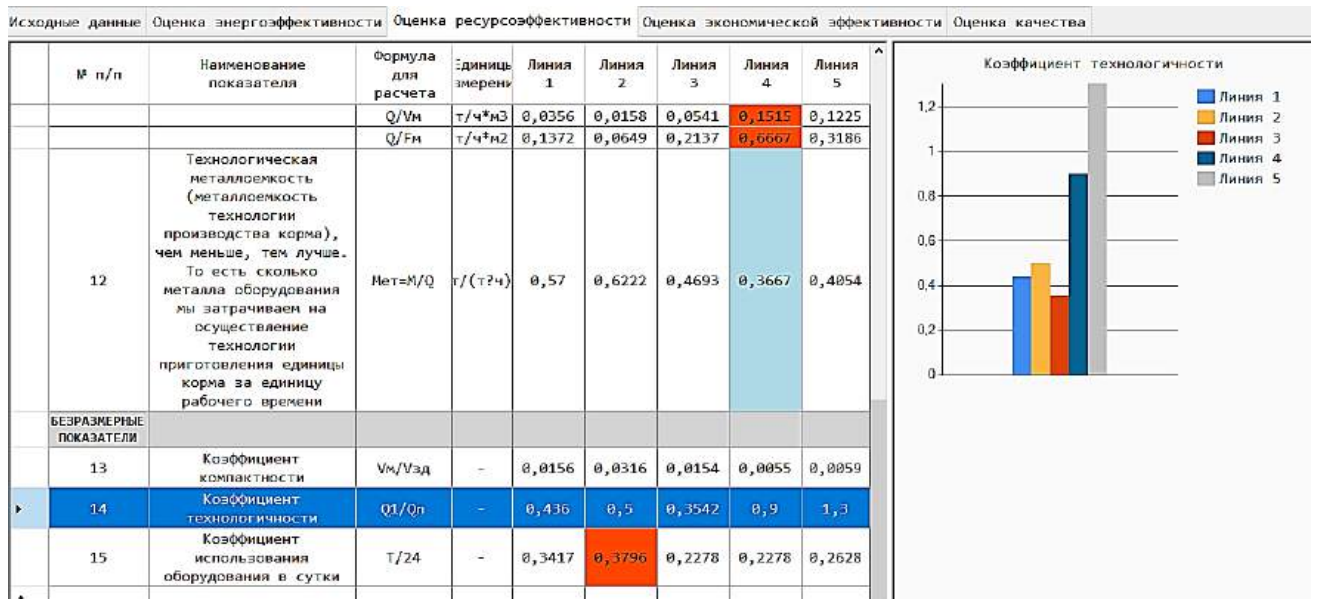 Исходные данные Оценка энергоэффективности Оценка ресурсоэффективности Оценка экономической эффективности Оценка качества
№ п/п Наименование показателя Формула для расчета Единицы змерени Линия 1 Линия 2 Линия 3 Линия 4 Линия 5
Q/Vм т/ч*м3 0,0356 0,0158 0,0541 0,1515 0,1225
Q/Fм т/ч*м2 0,1372 0,0649 0,2137 0,6667 0,3186
12
Технологическая
металлоемкость
(металлоемкость
технологии
производства корма),
чем меньше, тем лучше.
То есть сколько
металла оборудования
мы затрачиваем на
осуществление
технологии
приготовления единицы
корма за единицу
рабочего времени
Мет=М/Q т/(т?ч) 0,57 0,6222 0,4693 0,3667 0,4054
БЕЗРАЗМЕРНЫЕ
ПОКАЗАТЕЛИ
13 Коэффициент компактности Vм/Vзд - 0,0156 0,0316 0,0154 0,0055 0,0059
14 Коэффициент технологичности Q1/Qп - 0,436 0,5 0,3542 0,9 1,3
15 Коэффициент использования оборудования в сутки Т/24 - 0,3417 0,3796 0,2278 0,2278 0,2628
Коэффициент технологичности
1,2
1
0,8
0,6
0,4
0,2
0
Линия 1
Линия 2
Линия 3
Линия 4
Линия 5